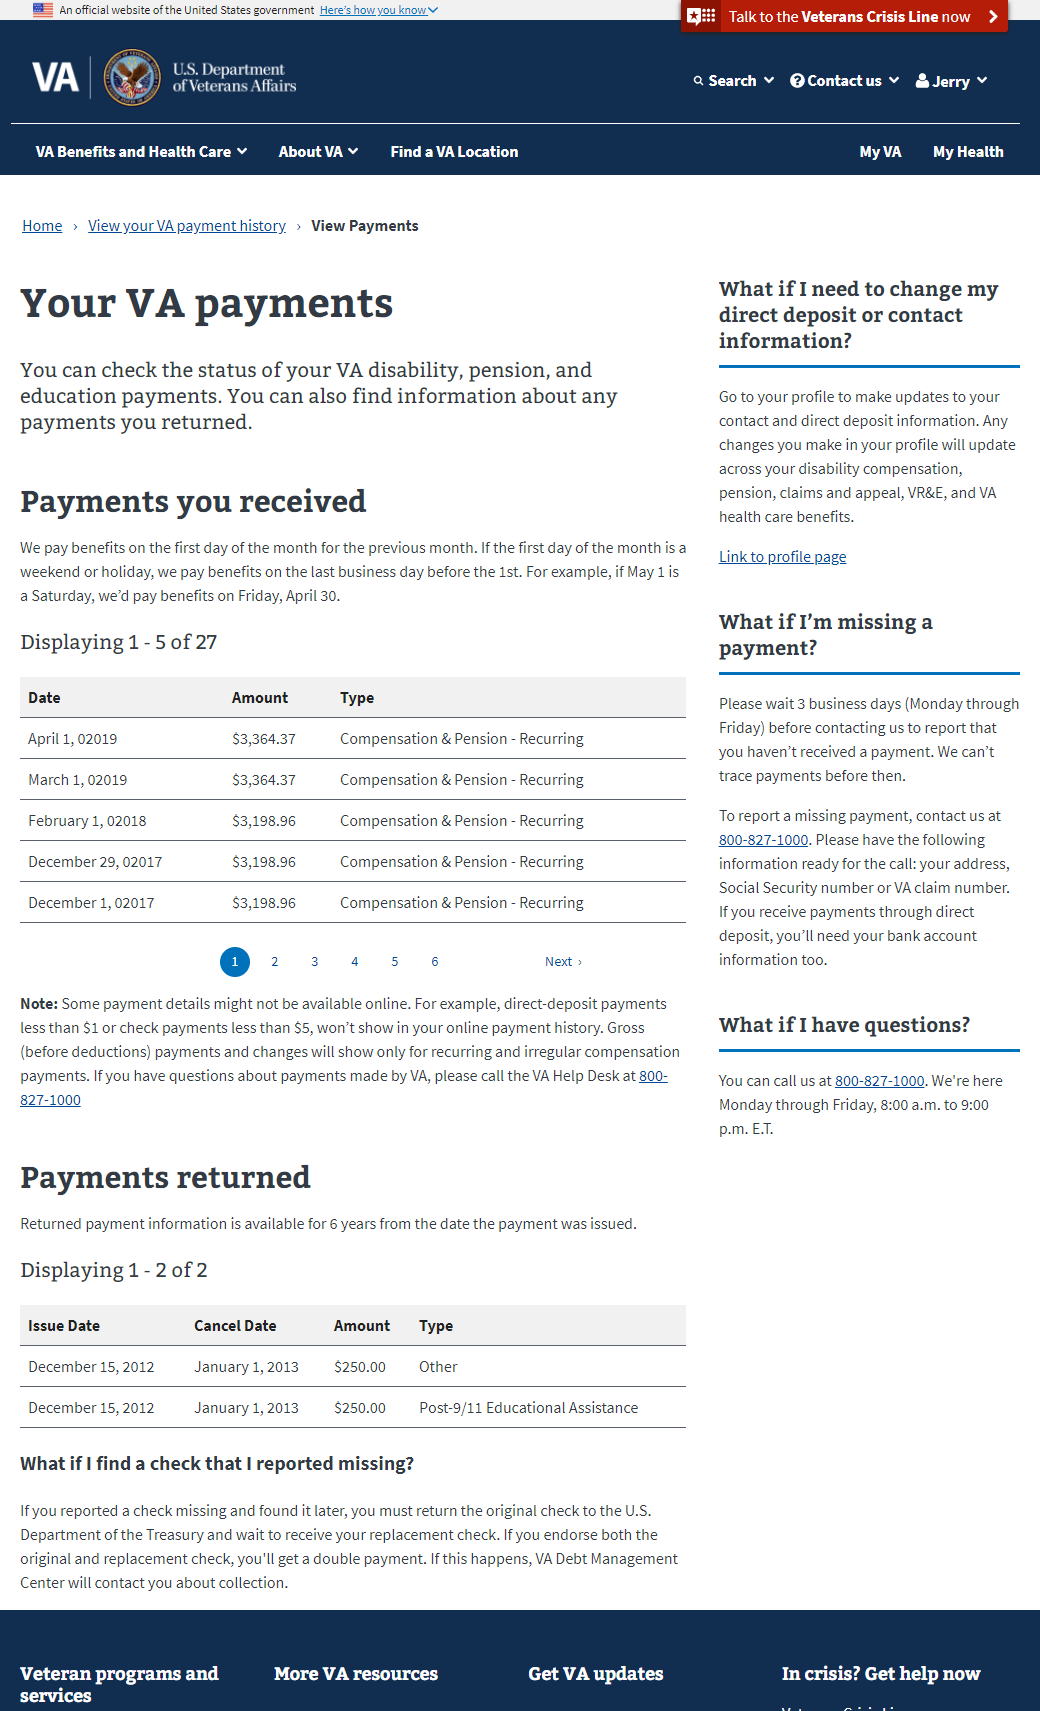 An official website of the United States government Here's how you know
Talk to the Veterans Crisis Line now
VA U.S. Department
of Veterans Affairs
Search Contact us Jerry
VA Benefits and Health Care About VA Find a VA Location My VA My Health
Home › View your VA payment history › View Payments
Your VA payments
You can check the status of your VA disability, pension, and
education payments. You can also find information about any
payments you returned.
Payments you received
We pay benefits on the first day of the month for the previous month. If the first day of the month is a
weekend or holiday, we pay benefits on the last business day before the 1st. For example, if May 1 is
a Saturday, we’d pay benefits on Friday, April 30.
Displaying 1 - 5 of 27
Date Amount Type
April 1, 02019 $3,364.37 Compensation & Pension - Recurring
March 1, 02019 $3,364.37 Compensation & Pension - Recurring
February 1, 02018 $3,198.96 Compensation & Pension - Recurring
December 29, 02017 $3,198.96 Compensation & Pension - Recurring
December 1, 02017 $3,198.96 Compensation & Pension - Recurring
1 2 3 4 5 6 Next ›
Note: Some payment details might not be available online. For example, direct-deposit payments
less than $1 or check payments less than $5, won’t show in your online payment history. Gross
(before deductions) payments and changes will show only for recurring and irregular compensation
payments. If you have questions about payments made by VA, please call the VA Help Desk at 800-
827-1000
Payments returned
Returned payment information is available for 6 years from the date the payment was issued.
Displaying 1 - 2 of 2
Issue Date Cancel Date Amount Type
December 15, 2012 January 1, 2013 $250.00 Other
December 15, 2012 January 1, 2013 $250.00 Post-9/11 Educational Assistance
What if I find a check that I reported missing?
If you reported a check missing and found it later, you must return the original check to the U.S.
Department of the Treasury and wait to receive your replacement check. If you endorse both the
original and replacement check, you'll get a double payment. If this happens, VA Debt Management
Center will contact you about collection.
What if I need to change my
direct deposit or contact
information?
Go to your profile to make updates to your
contact and direct deposit information. Any
changes you make in your profile will update
across your disability compensation,
pension, claims and appeal, VR&E, and VA
health care benefits.
Link to profile page
What if I’m missing a
payment?
Please wait 3 business days (Monday through
Friday) before contacting us to report that
you haven’t received a payment. We can’t
trace payments before then.
To report a missing payment, contact us at
800-827-1000. Please have the following
information ready for the call: your address,
Social Security number or VA claim number.
If you receive payments through direct
deposit, you’ll need your bank account
information too.
What if I have questions?
You can call us at 800-827-1000. We're here
Monday through Friday, 8:00 a.m. to 9:00
p.m. E.T.
Veteran programs and
services
More VA resources
Get VA updates
In crisis? Get help now